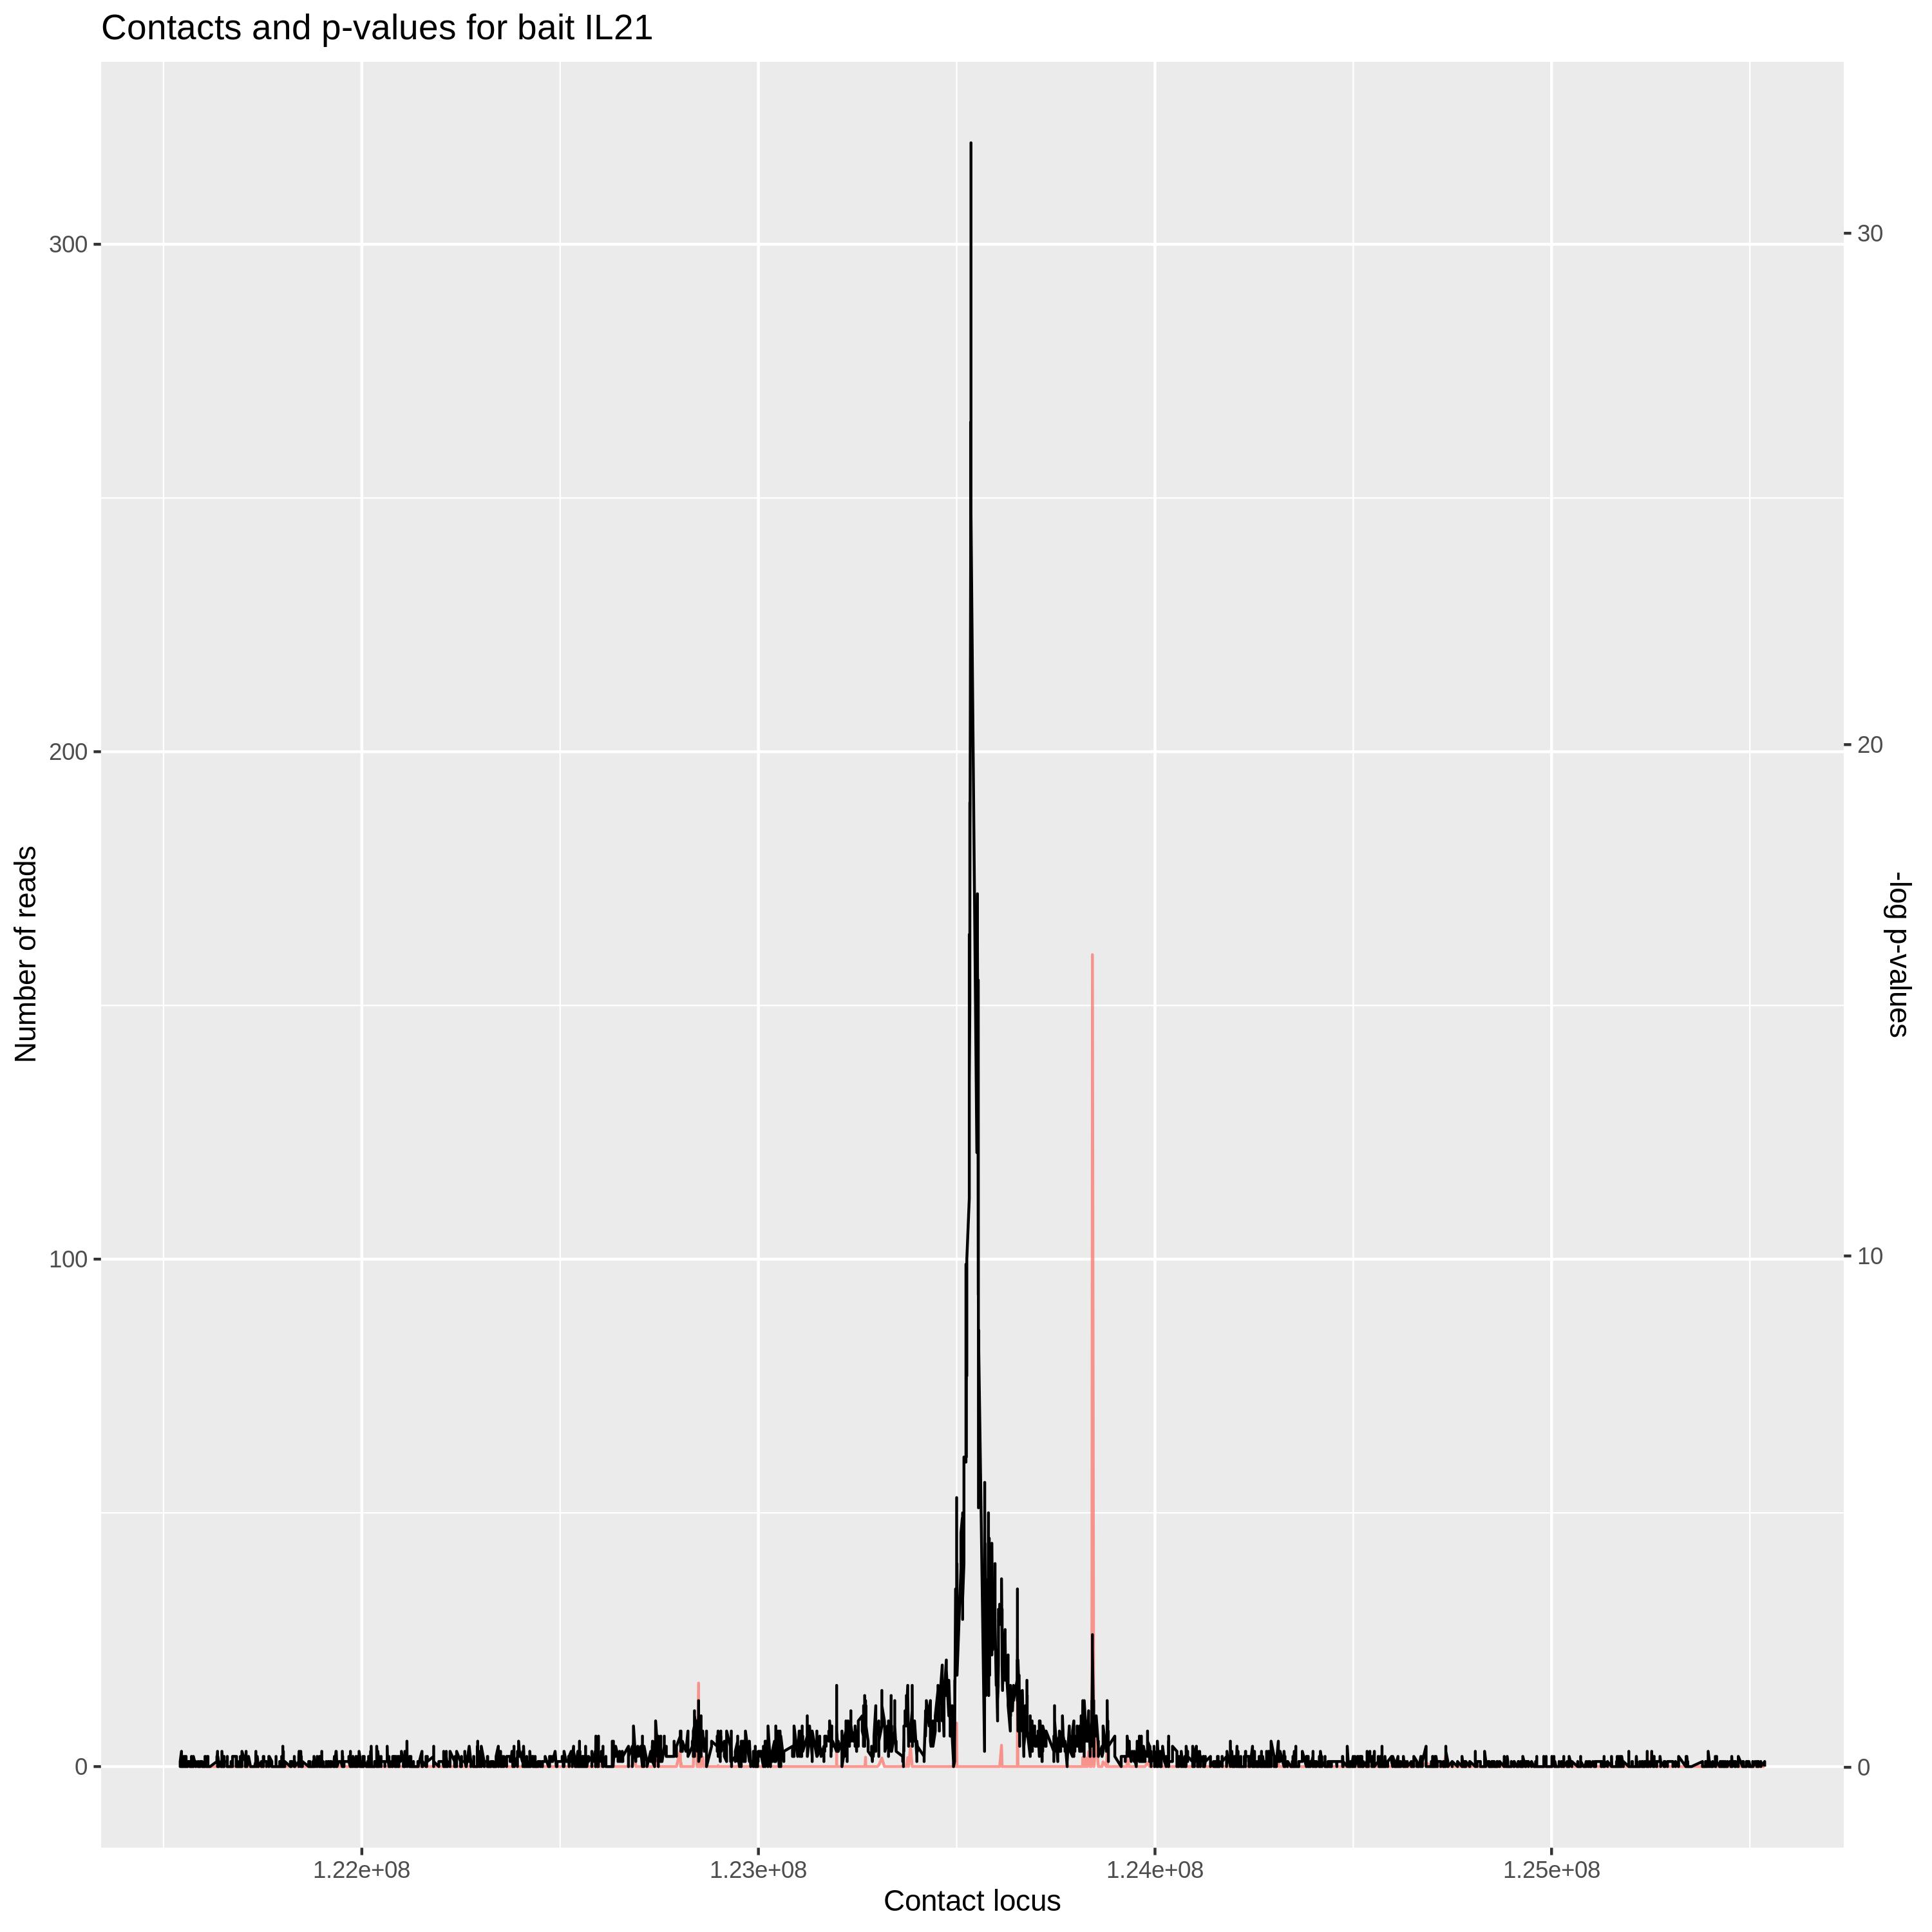 Contacts and p-values for bait IL21
300
200
100
0
Number of reads
30
20
10
0
-log p-values
1.22e+08
1.23e+08
1.24e+08
1.25e+08
Contact locus